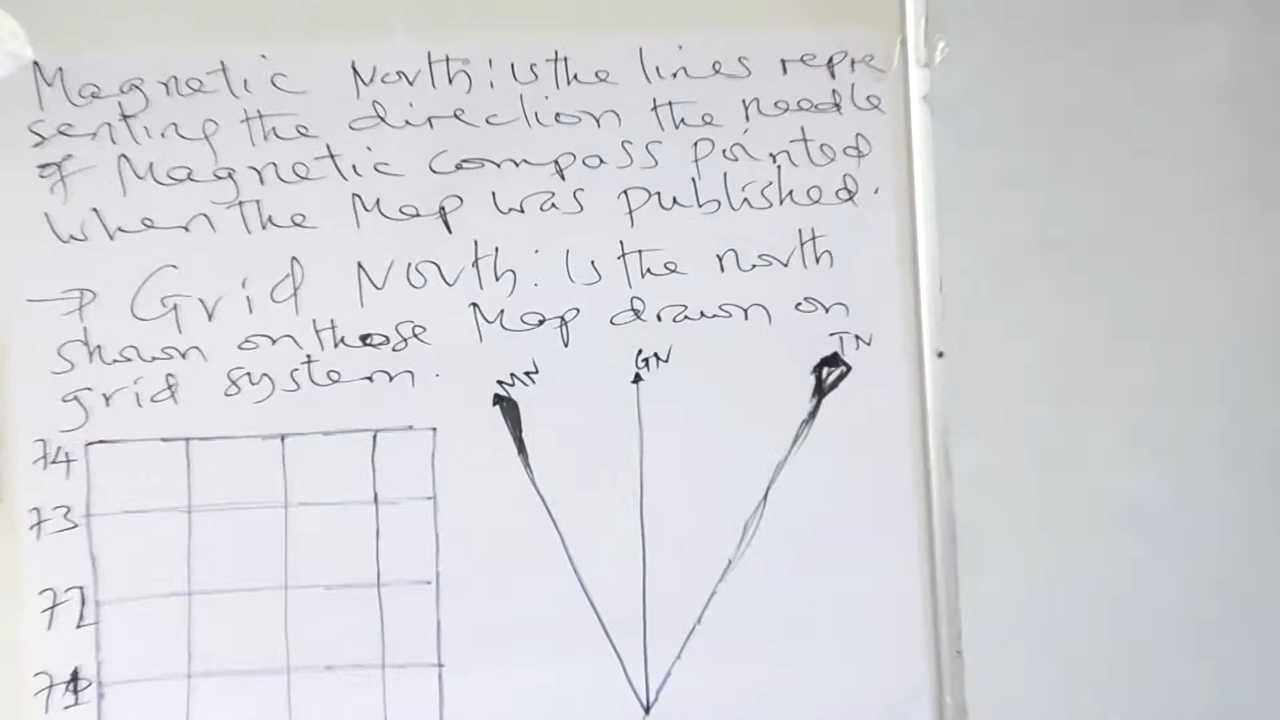 Magnetic North: is the lines repre
senting the direction the needle
of Magnetic compass pointed
when the Map was published.
→ Grid North: Is the north
shown on those Map drawn on
grid system.
MN GN TN
74
73
72
71